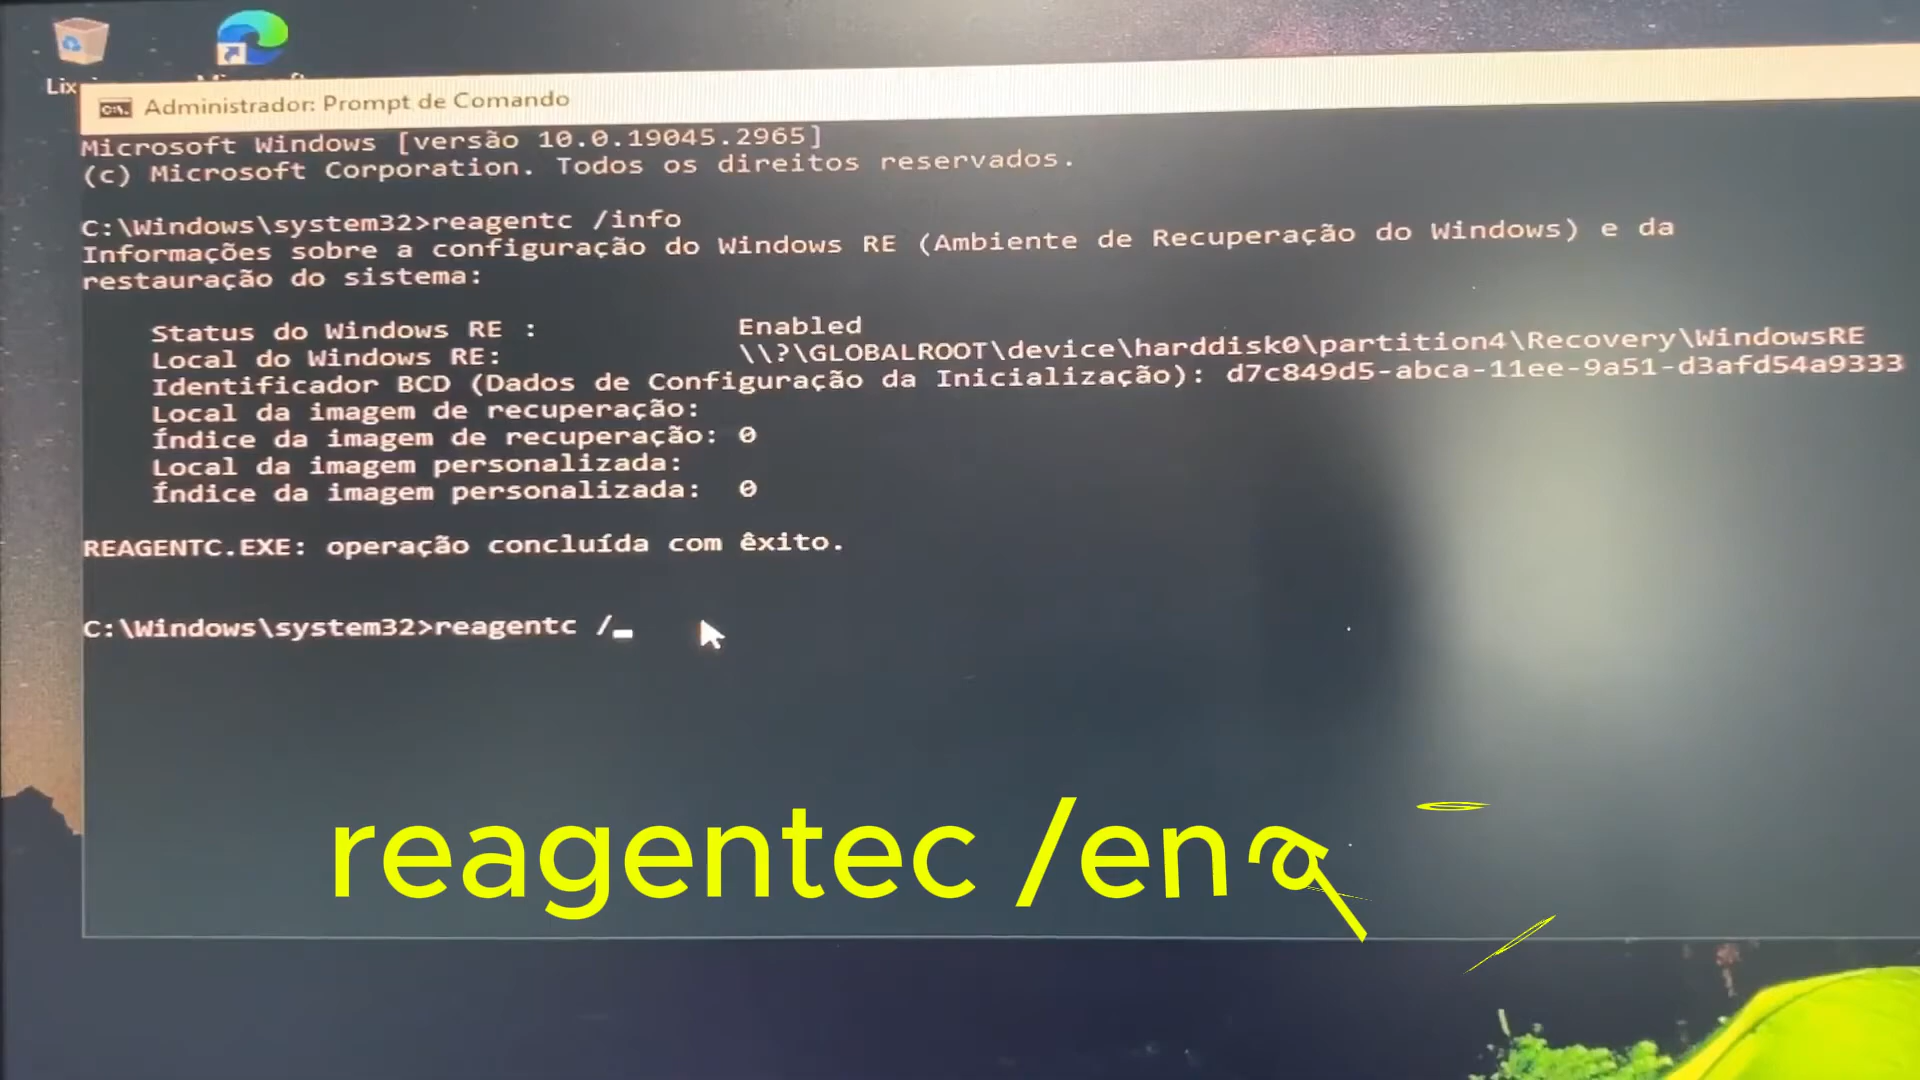 Administrador: Prompt de Comando
Microsoft Windows [versão 10.0.19045.2965]
(c) Microsoft Corporation. Todos os direitos reservados.
C:\Windows\system32>reagentc /info
Informações sobre a configuração do Windows RE (Ambiente de Recuperação do Windows) e da
restauração do sistema:
Status do Windows RE : Enabled
Local do Windows RE: \\?\GLOBALROOT\device\harddisk0\partition4\Recovery\WindowsRE
Identificador BCD (Dados de Configuração da Inicialização): d7c849d5-abca-11ee-9a51-d3afd54a9333
Local da imagem de recuperação:
Índice da imagem de recuperação: 0
Local da imagem personalizada:
Índice da imagem personalizada: 0
REAGENTC.EXE: operação concluída com êxito.
C:\Windows\system32>reagentc /
reagentec /ena